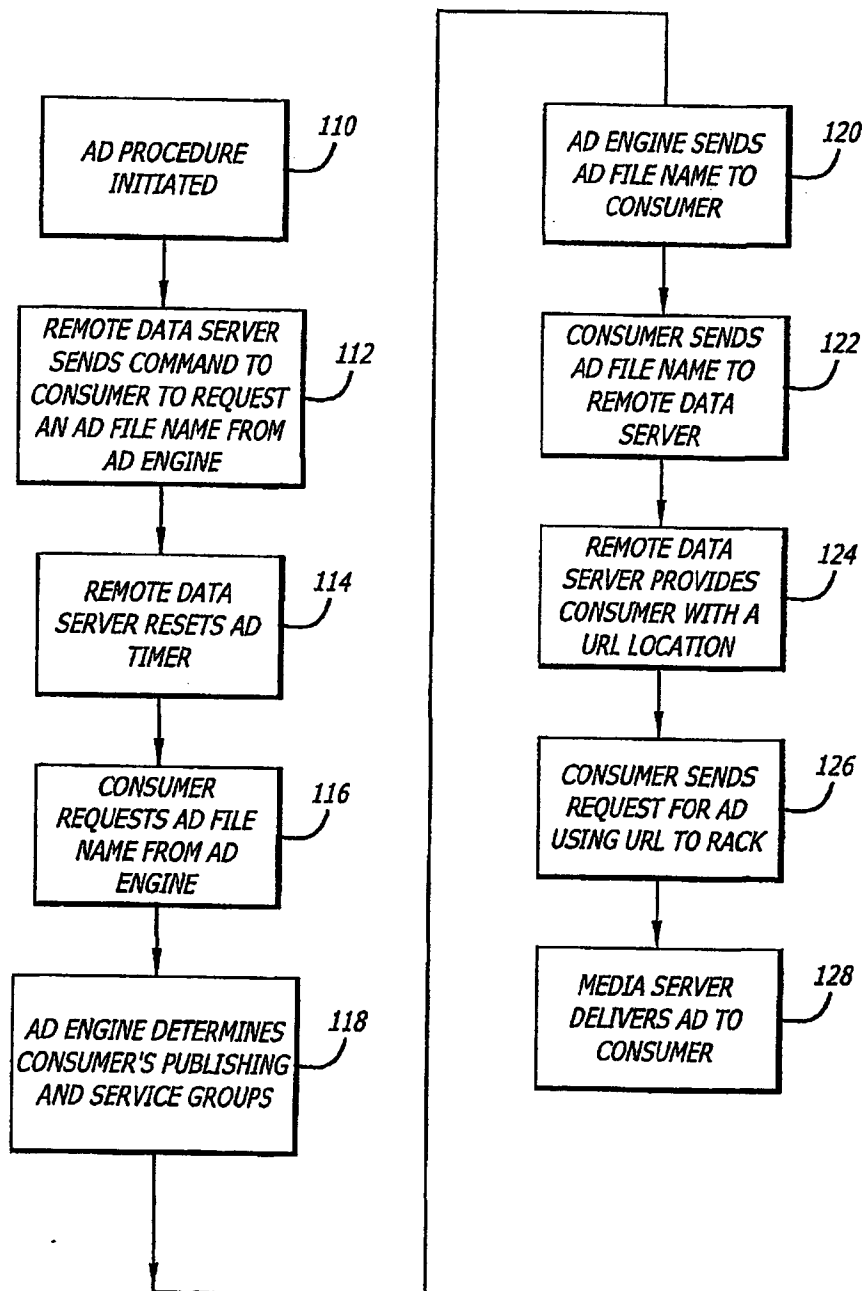 AD PROCEDURE
INITIATED
110
REMOTE DATA SERVER
SENDS COMMAND TO
CONSUMER TO REQUEST
AN AD FILE NAME FROM
AD ENGINE
112
REMOTE DATA
SERVER RESETS AD
TIMER
114
CONSUMER
REQUESTS AD FILE
NAME FROM AD
ENGINE
116
AD ENGINE DETERMINES
CONSUMER'S PUBLISHING
AND SERVICE GROUPS
118
AD ENGINE SENDS
AD FILE NAME TO
CONSUMER
120
CONSUMER SENDS
AD FILE NAME TO
REMOTE DATA
SERVER
122
REMOTE DATA
SERVER PROVIDES
CONSUMER WITH A
URL LOCATION
124
CONSUMER SENDS
REQUEST FOR AD
USING URL TO RACK
126
MEDIA SERVER
DELIVERS AD TO
CONSUMER
128